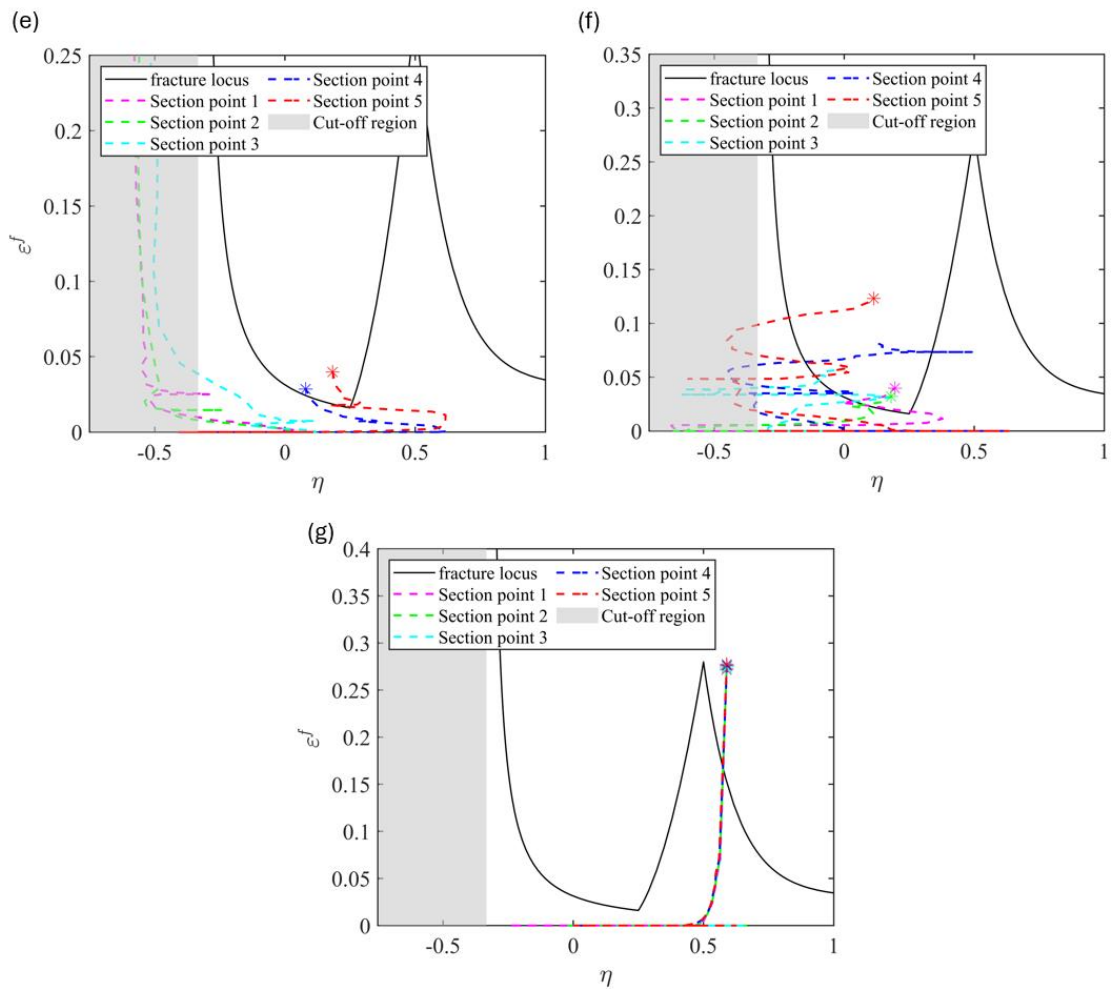 (e)
(f)
0.25
0.2
0.15
0.1
0.05
0
ε^f
-0.5 0 0.5 1
η
fracture locus
Section point 1
Section point 2
Section point 3
Section point 4
Section point 5
Cut-off region
0.35
0.3
0.25
0.2
0.15
0.1
0.05
0
ε^f
-0.5 0 0.5 1
η
fracture locus
Section point 1
Section point 2
Section point 3
Section point 4
Section point 5
Cut-off region
(g)
0.4
0.35
0.3
0.25
0.2
0.15
0.1
0.05
0
ε^f
-0.5 0 0.5 1
η
fracture locus
Section point 1
Section point 2
Section point 3
Section point 4
Section point 5
Cut-off region